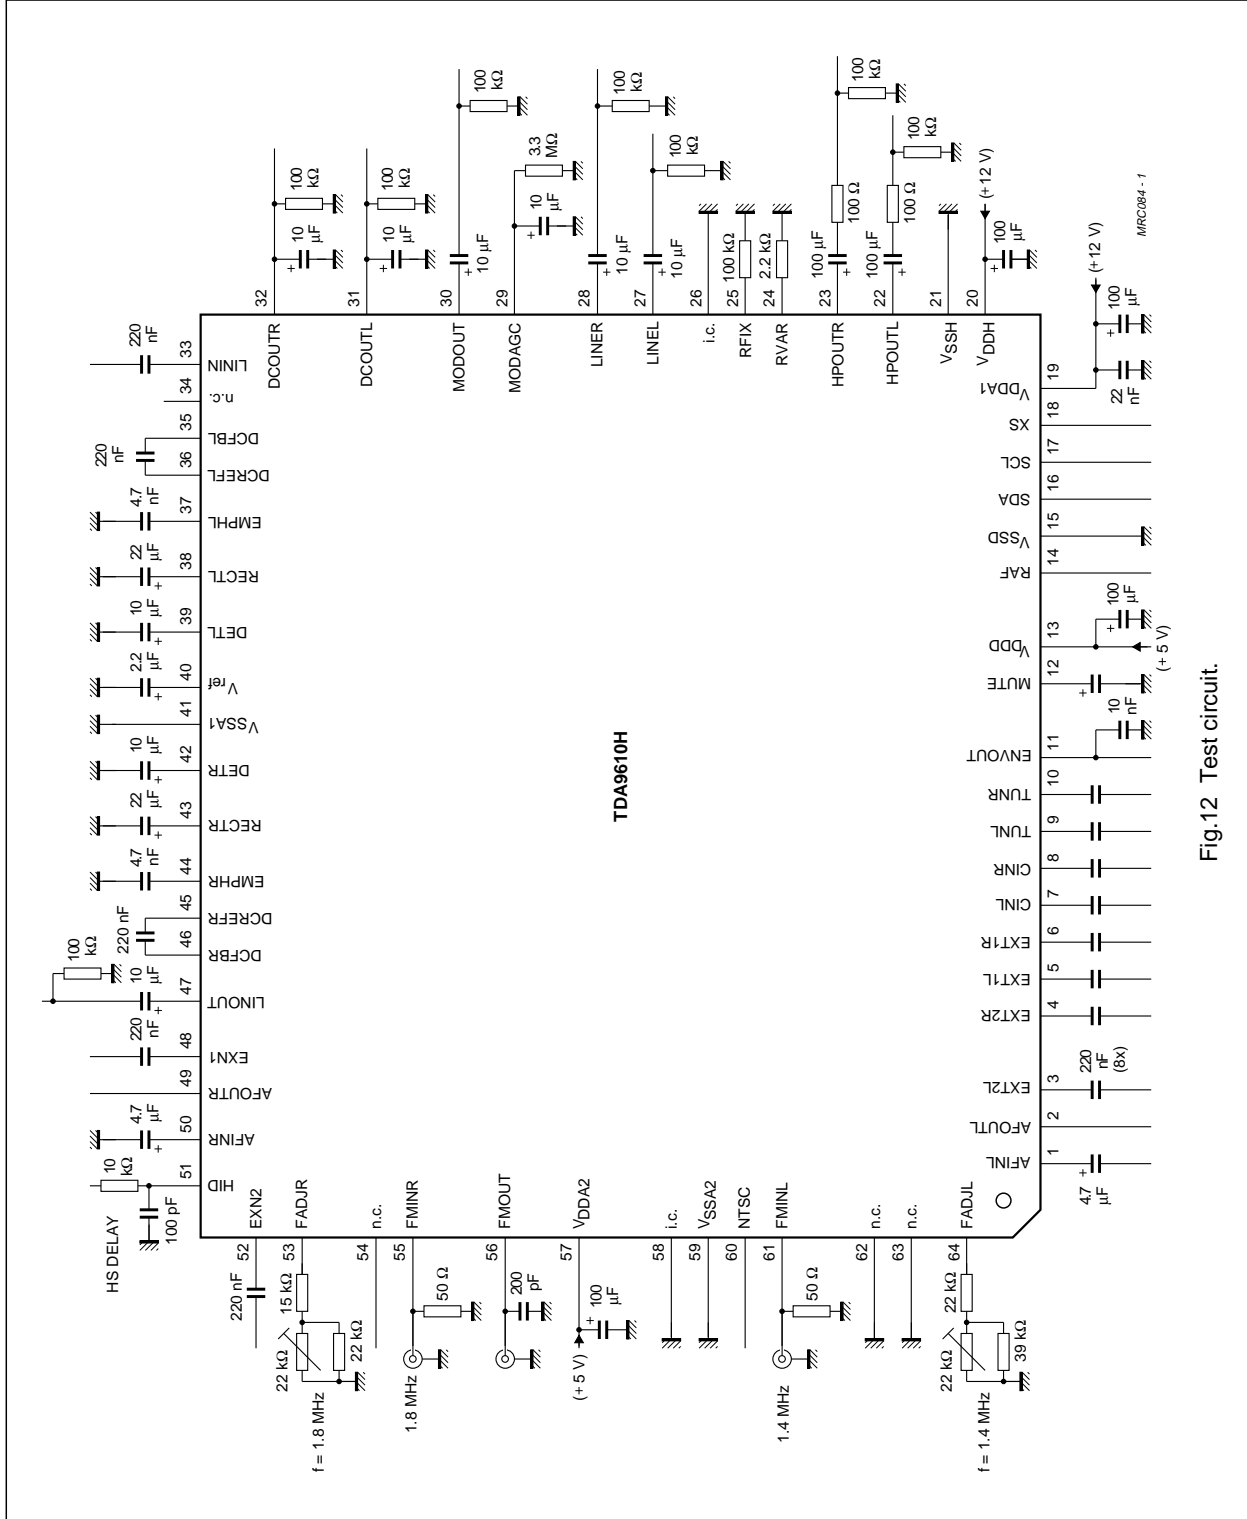 32
31
30
29
28
27
26
25
24
23
22
21
20
DCOUTR
DCOUTL
MODOUT
MODAGC
LINER
LINEL
i.c.
RFIX
RVAR
HPOUTR
HPOUTL
VSSH
VDDH
10 µF
100 kΩ
10 µF
100 kΩ
10 µF
100 kΩ
10 µF
3.3 MΩ
10 µF
100 kΩ
10 µF
100 kΩ
100 kΩ
2.2 kΩ
100 µF
100 Ω
100 kΩ
100 µF
100 Ω
100 kΩ
(+12 V)
100 µF
MRC084 - 1
33
34
35
36
37
38
39
40
41
42
43
44
45
46
47
48
49
50
51
LININ
n.c.
DCFBL
DCREFL
EMPHL
RECTL
DETL
Vref
VSSA1
DETR
RECTR
EMPHR
DCREFR
DCFBR
LINOUT
EXN1
AFOUTR
AFINR
HID
220 nF
220 nF
4.7 nF
22 µF
10 µF
2.2 µF
10 µF
22 µF
4.7 nF
220 nF
10 µF
100 kΩ
220 nF
4.7 µF
10 kΩ
100 pF
HS DELAY
TDA9610H
19
18
17
16
15
14
13
12
11
10
9
8
7
6
5
4
3
2
1
VDDA1
XS
SCL
SDA
VSSD
RAF
VDDD
MUTE
ENVOUT
TUNR
TUNL
CINR
CINL
EXT1R
EXT1L
EXT2R
EXT2L
AFOUTL
AFINL
(+12 V)
100 µF
22 nF
100 µF
(+ 5 V)
10 nF
220 nF (8x)
4.7 µF
52
53
54
55
56
57
58
59
60
61
62
63
64
EXN2
FADJR
n.c.
FMINR
FMOUT
VDDA2
i.c.
VSSA2
NTSC
FMINL
n.c.
n.c.
FADJL
220 nF
15 kΩ
22 kΩ
22 kΩ
f = 1.8 MHz
50 Ω
1.8 MHz
200 pF
100 µF
(+ 5 V)
50 Ω
1.4 MHz
22 kΩ
22 kΩ
39 kΩ
f = 1.4 MHz
Fig.12 Test circuit.